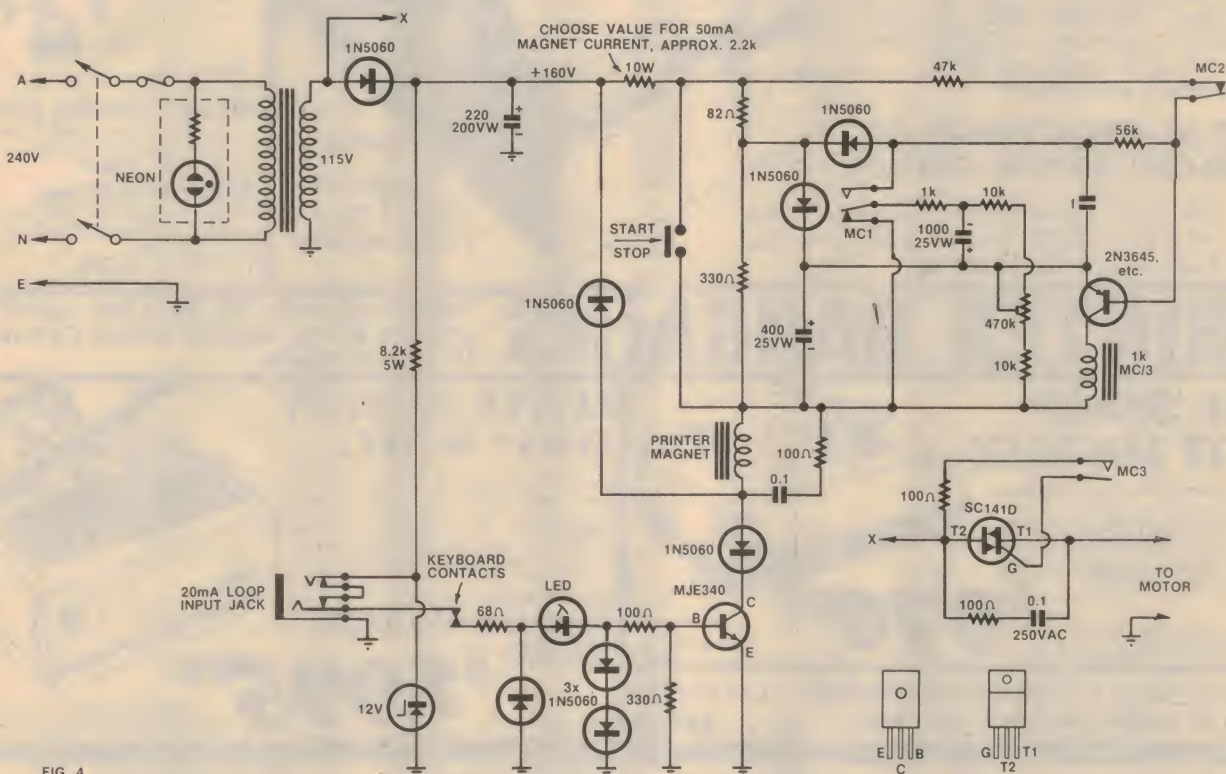 X
CHOOSE VALUE FOR 50mA
MAGNET CURRENT, APPROX. 2.2k
1N5060
A
+160V
10W
47k
MC2
220
200VW
82Ω
1N5060
56k
240V
NEON
115V
1N5060
1k
10k
1
MC1
1000
25VW
START
STOP
2N3645,
etc.
N
E
1N5060
330Ω
470k
400
25VW
8.2k
5W
10k
1k
MC/3
PRINTER
MAGNET
100Ω
0.1
MC3
100Ω
SC141D
X
T2
T1
G
1N5060
KEYBOARD
CONTACTS
20mA LOOP
INPUT JACK
LED
MJE340
TO
MOTOR
68Ω
100Ω
B
C
E
100Ω
0.1
250VAC
12V
3x
1N5060
330Ω
E
B
C
G
T1
T2
FIG. 4